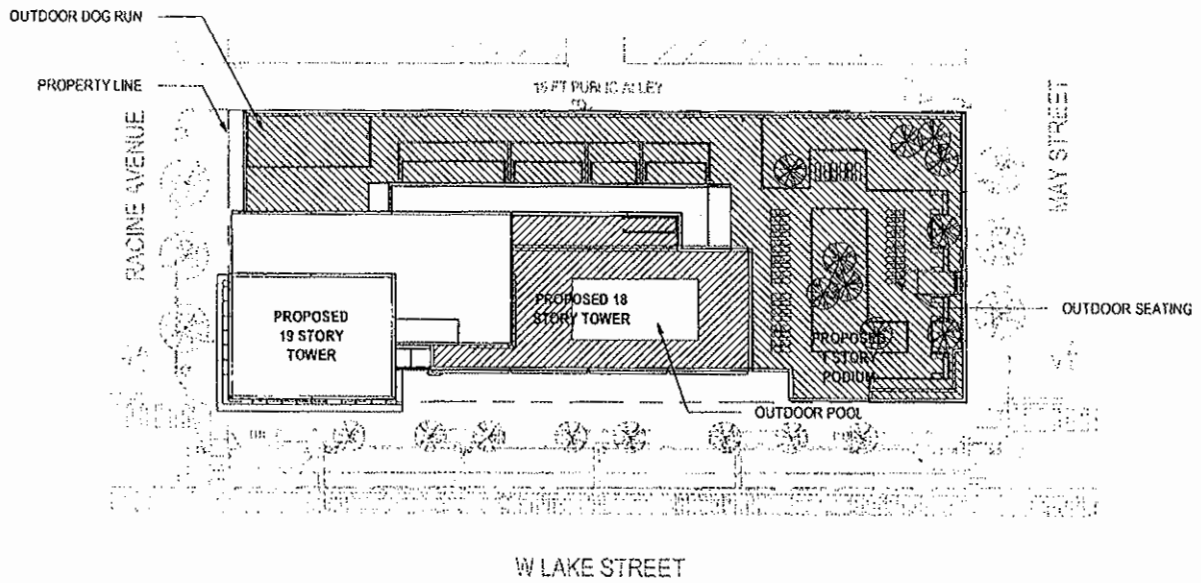 OUTDOOR DOG RUN
PROPERTY LINE
RACINE AVENUE
FT PUBLIC ALLEY
MAY STREET
PROPOSED
19 STORY
TOWER
PROPOSED 18
STORY TOWER
PROPOSED
STORY
PODIUM
OUTDOOR SEATING
OUTDOOR POOL
W LAKE STREET